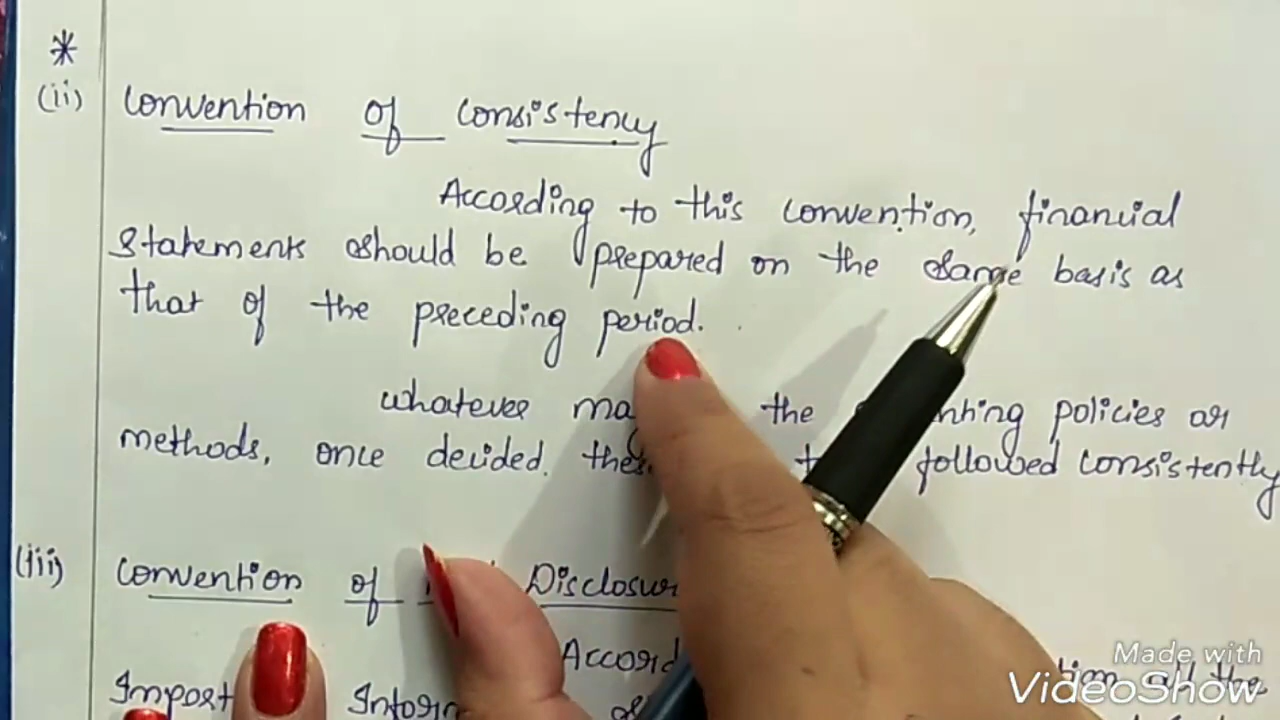 *
(ii) Convention of Consistency
According to this convention, financial
Statements should be prepared on the same basis as
that of the preceding period.
Whatever the policies or
methods, once decided. followed consistently
(iii) Convention of Disclosur
Accord
Import Inform all the
Made with
VideoShow